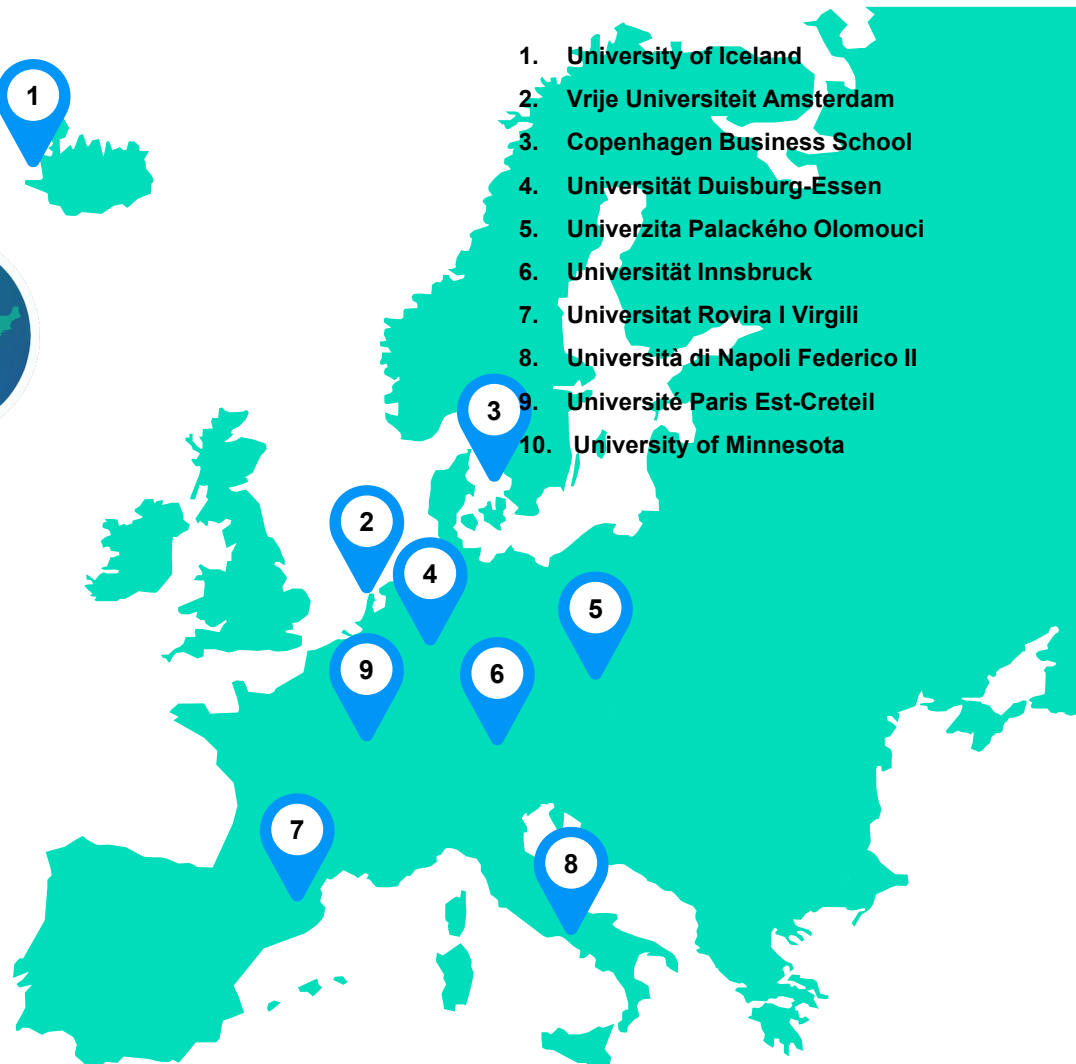 1. University of Iceland
2. Vrije Universiteit Amsterdam
3. Copenhagen Business School
4. Universität Duisburg-Essen
5. Univerzita Palackého Olomouci
6. Universität Innsbruck
7. Universitat Rovira I Virgili
8. Università di Napoli Federico II
9. Université Paris Est-Creteil
10. University of Minnesota
1
3
2
4
5
9
6
7
8